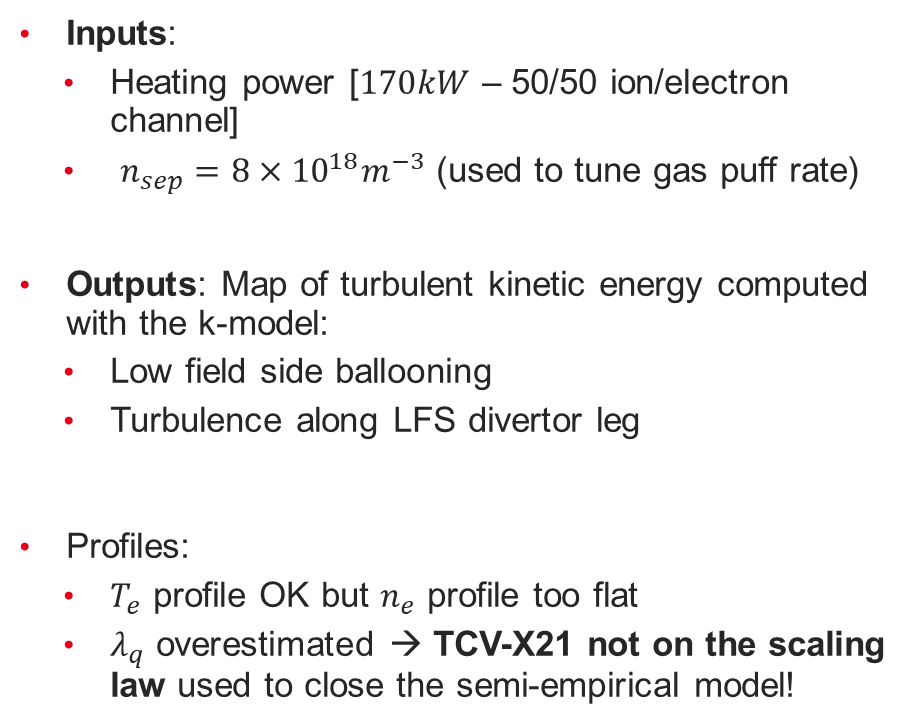 • Inputs:
• Heating power [170kW – 50/50 ion/electron
channel]
• n_sep = 8 × 10^18 m^−3 (used to tune gas puff rate)
• Outputs: Map of turbulent kinetic energy computed
with the k-model:
• Low field side ballooning
• Turbulence along LFS divertor leg
• Profiles:
• T_e profile OK but n_e profile too flat
• λ_q overestimated → TCV-X21 not on the scaling
law used to close the semi-empirical model!